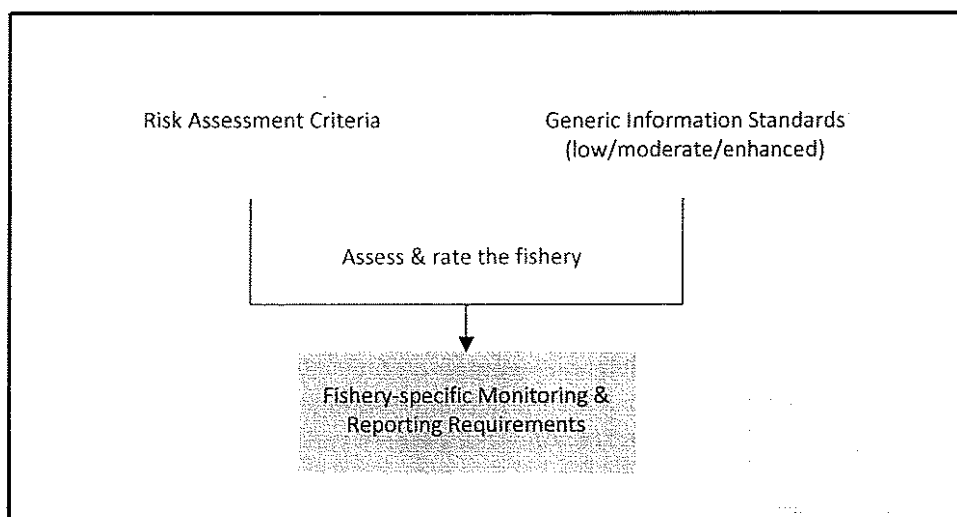 Risk Assessment Criteria
Generic Information Standards
(low/moderate/enhanced)
Assess & rate the fishery
Fishery-specific Monitoring &
Reporting Requirements